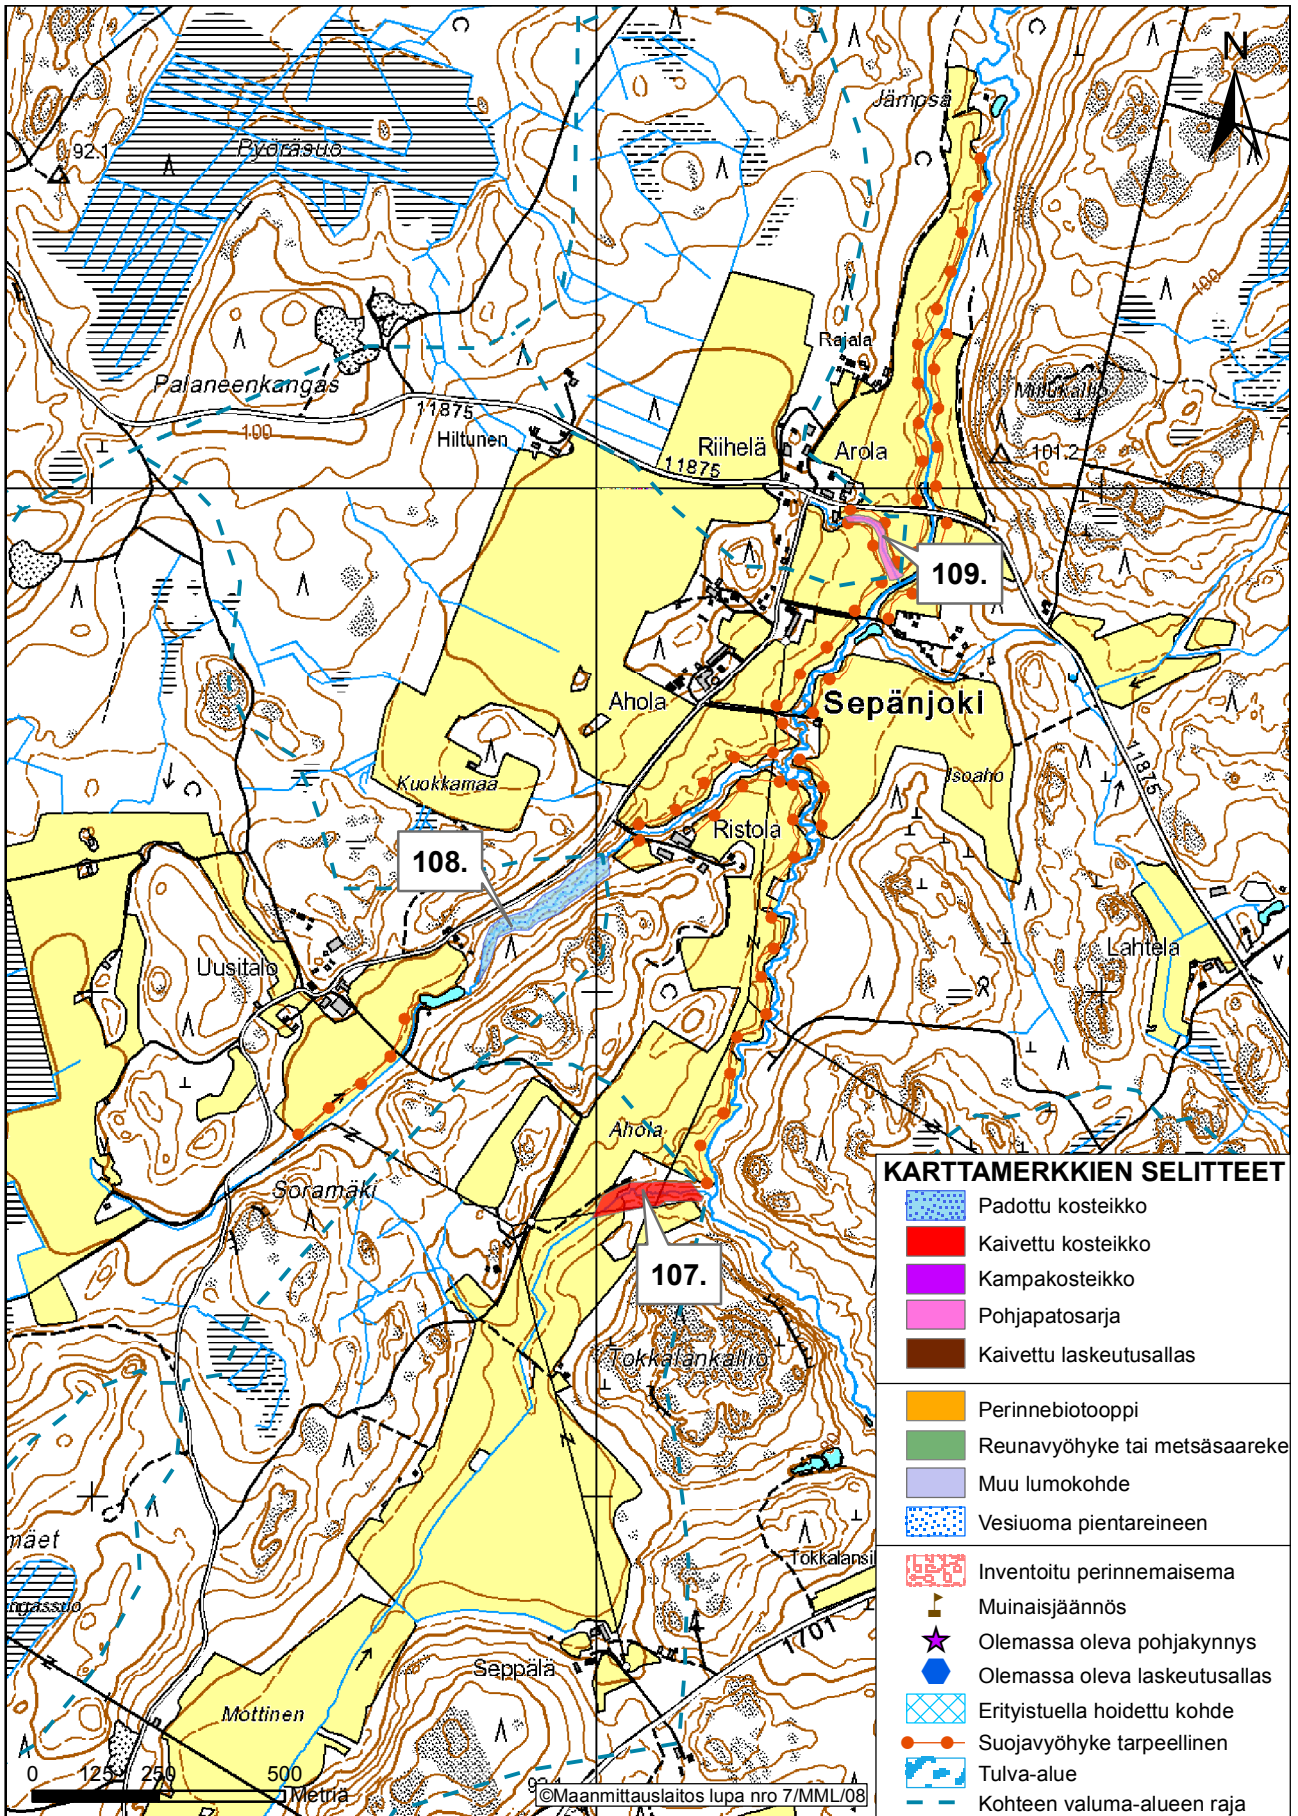 N
Jämpsä
Pyöräsuo
92.1
100
Rajala
Palaneenkangas
11875
Millukallio
100
Hiltunen
Riihelä
Arola
11875
101.2
109.
Ahola
Sepänjoki
11875
Isoaho
Kuokkamaa
Ristola
108.
Uusitalo
Lahtela
Ahola
Soramäki
107.
Tokkalankallio
mäet
ngassuo
Tokkalansi
1701
Seppälä
Mottinen
0 125 250 500
Metriä
©Maanmittauslaitos lupa nro 7/MML/08
KARTTAMERKKIEN SELITTEET
Padottu kosteikko
Kaivettu kosteikko
Kampakosteikko
Pohjapatosarja
Kaivettu laskeutusallas
Perinnebiotooppi
Reunavyöhyke tai metsäsaareke
Muu lumokohde
Vesiuoma pientareineen
Inventoitu perinnemaisema
Muinaisjäännös
Olemassa oleva pohjakynnys
Olemassa oleva laskeutusallas
Erityistuella hoidettu kohde
Suojavyöhyke tarpeellinen
Tulva-alue
Kohteen valuma-alueen raja